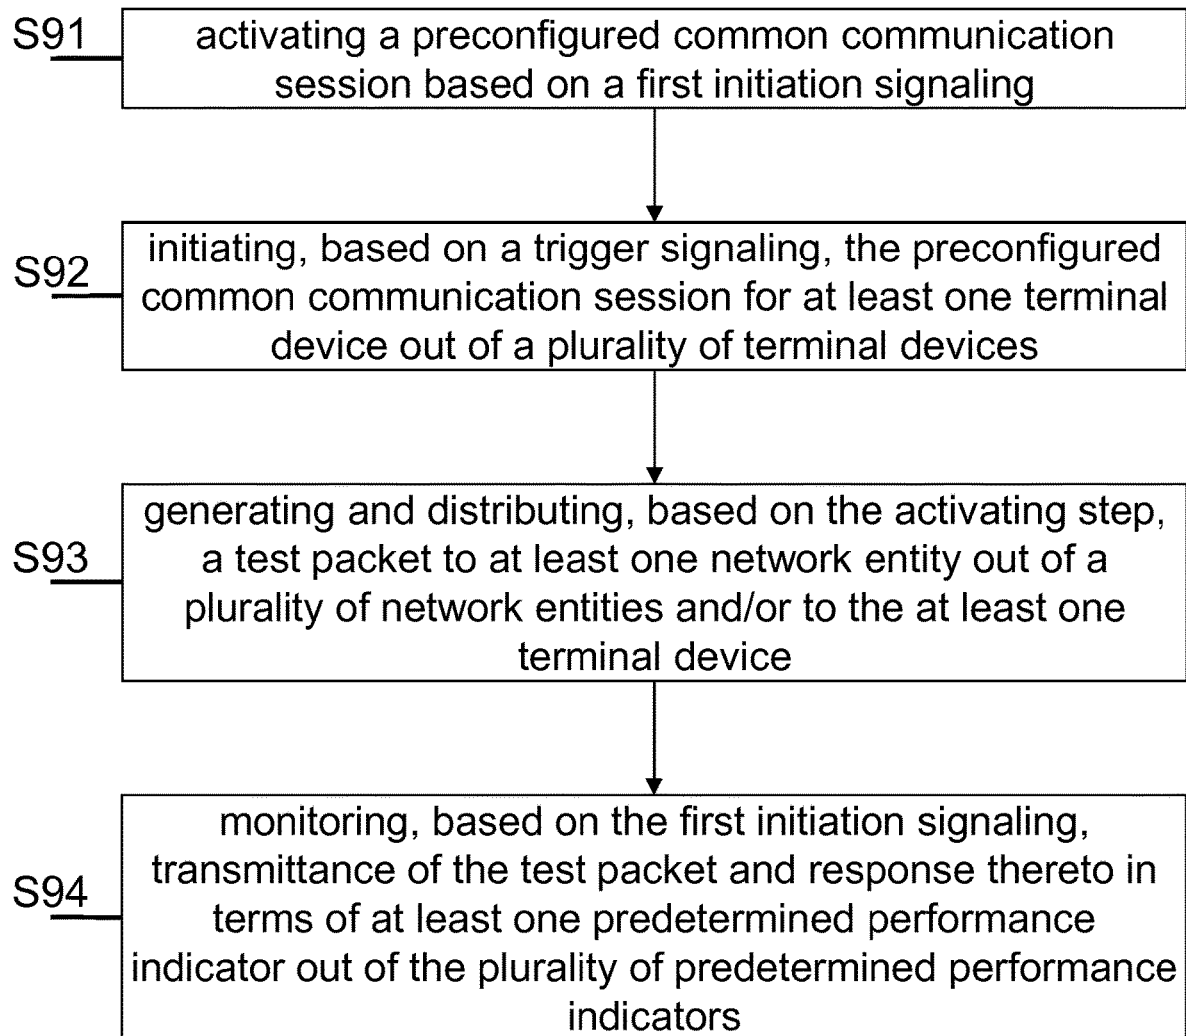 S91
activating a preconfigured common communication
session based on a first initiation signaling
S92
initiating, based on a trigger signaling, the preconfigured
common communication session for at least one terminal
device out of a plurality of terminal devices
S93
generating and distributing, based on the activating step,
a test packet to at least one network entity out of a
plurality of network entities and/or to the at least one
terminal device
S94
monitoring, based on the first initiation signaling,
transmittance of the test packet and response thereto in
terms of at least one predetermined performance
indicator out of the plurality of predetermined performance
indicators